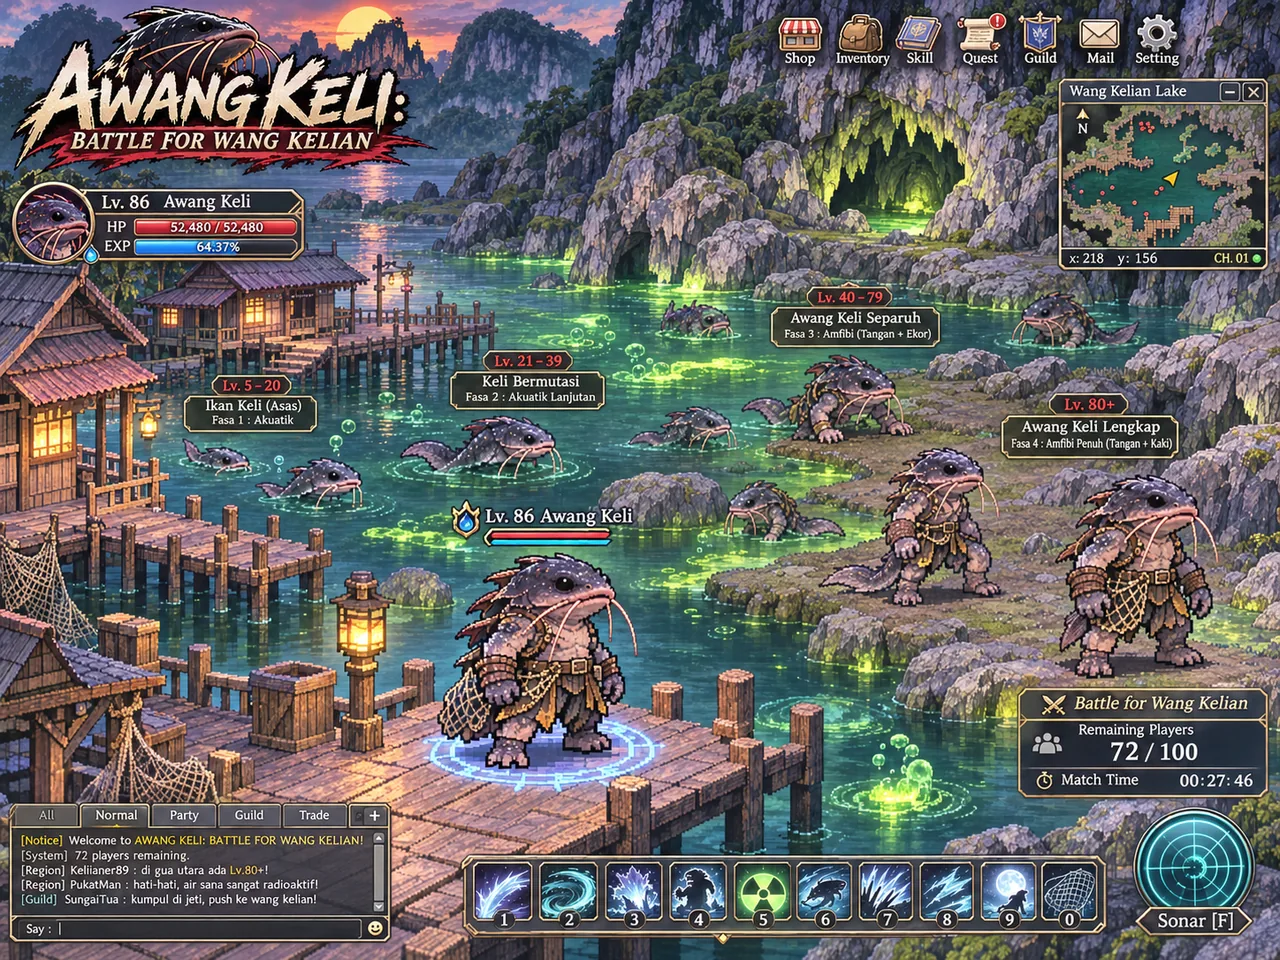 AWANG KELI:
BATTLE FOR WANG KELIAN
Shop
Inventory
Skill
Quest
Guild
Mail
Setting
Wang Kelian Lake
N
x: 218 y: 156
CH. 01
Lv. 86 Awang Keli
HP 52,480 / 52,480
EXP 64.37%
Lv. 5 - 20
Ikan Keli (Asas)
Fasa 1 : Akuatik
Lv. 21 - 39
Keli Bermutasi
Fasa 2 : Akuatik Lanjutan
Lv. 40 - 79
Awang Keli Separuh
Fasa 3 : Amfibi (Tangan + Ekor)
Lv. 80+
Awang Keli Lengkap
Fasa 4 : Amfibi Penuh (Tangan + Kaki)
Lv. 86 Awang Keli
Battle for Wang Kelian
Remaining Players
72 / 100
Match Time 00:27:46
All Normal Party Guild Trade +
[Notice] Welcome to AWANG KELI: BATTLE FOR WANG KELIAN!
[System] 72 players remaining.
[Region] Keliianer89 : di gua utara ada Lv.80+!
[Region] PukatMan : hati-hati, air sana sangat radioaktif!
[Guild] SungaiTua : kumpul di jeti, push ke wang kelian!
Say :
1 2 3 4 5 6 7 8 9 0
Sonar [F]